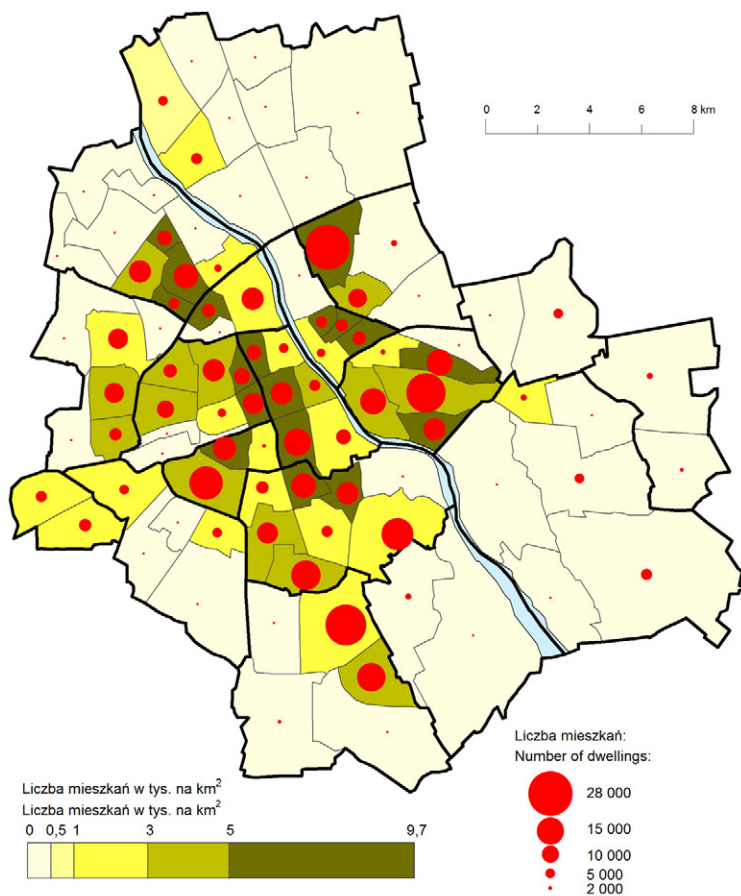 0 2 4 6 8 km
Liczba mieszkań w tys. na km²
Liczba mieszkań w tys. na km²
0 0,5 1 3 5 9,7
Liczba mieszkań:
Number of dwellings:
28 000
15 000
10 000
5 000
2 000